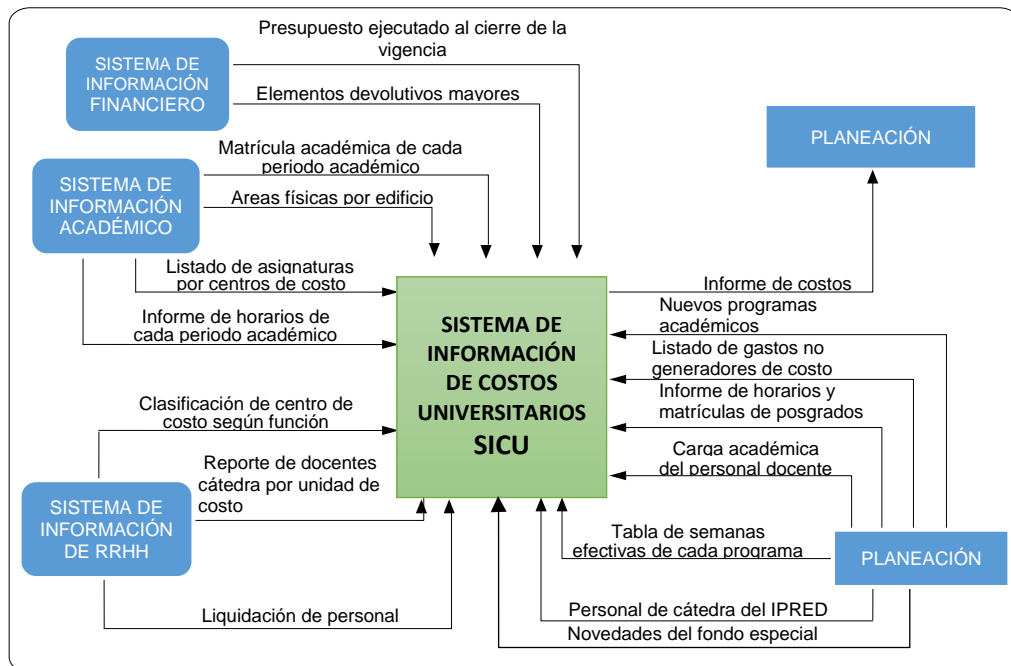 Presupuesto ejecutado al cierre de la
vigencia
SISTEMA DE
INFORMACIÓN
FINANCIERO
Elementos devolutivos mayores
Matrícula académica de cada
periodo académico
PLANEACIÓN
SISTEMA DE
INFORMACIÓN
ACADÉMICO
Areas físicas por edificio
Listado de asignaturas
por centros de costo
Informe de horarios de
cada periodo académico
SISTEMA DE
INFORMACIÓN
DE COSTOS
UNIVERSITARIOS
SICU
Informe de costos
Nuevos programas
académicos
Listado de gastos no
generadores de costo
Informe de horarios y
matrículas de posgrados
Carga académica
del personal docente
Clasificación de centro de
costo según función
Reporte de docentes
cátedra por unidad de
costo
SISTEMA DE
INFORMACIÓN
DE RRHH
Tabla de semanas
efectivas de cada programa
PLANEACIÓN
Liquidación de personal
Personal de cátedra del IPRED
Novedades del fondo especial